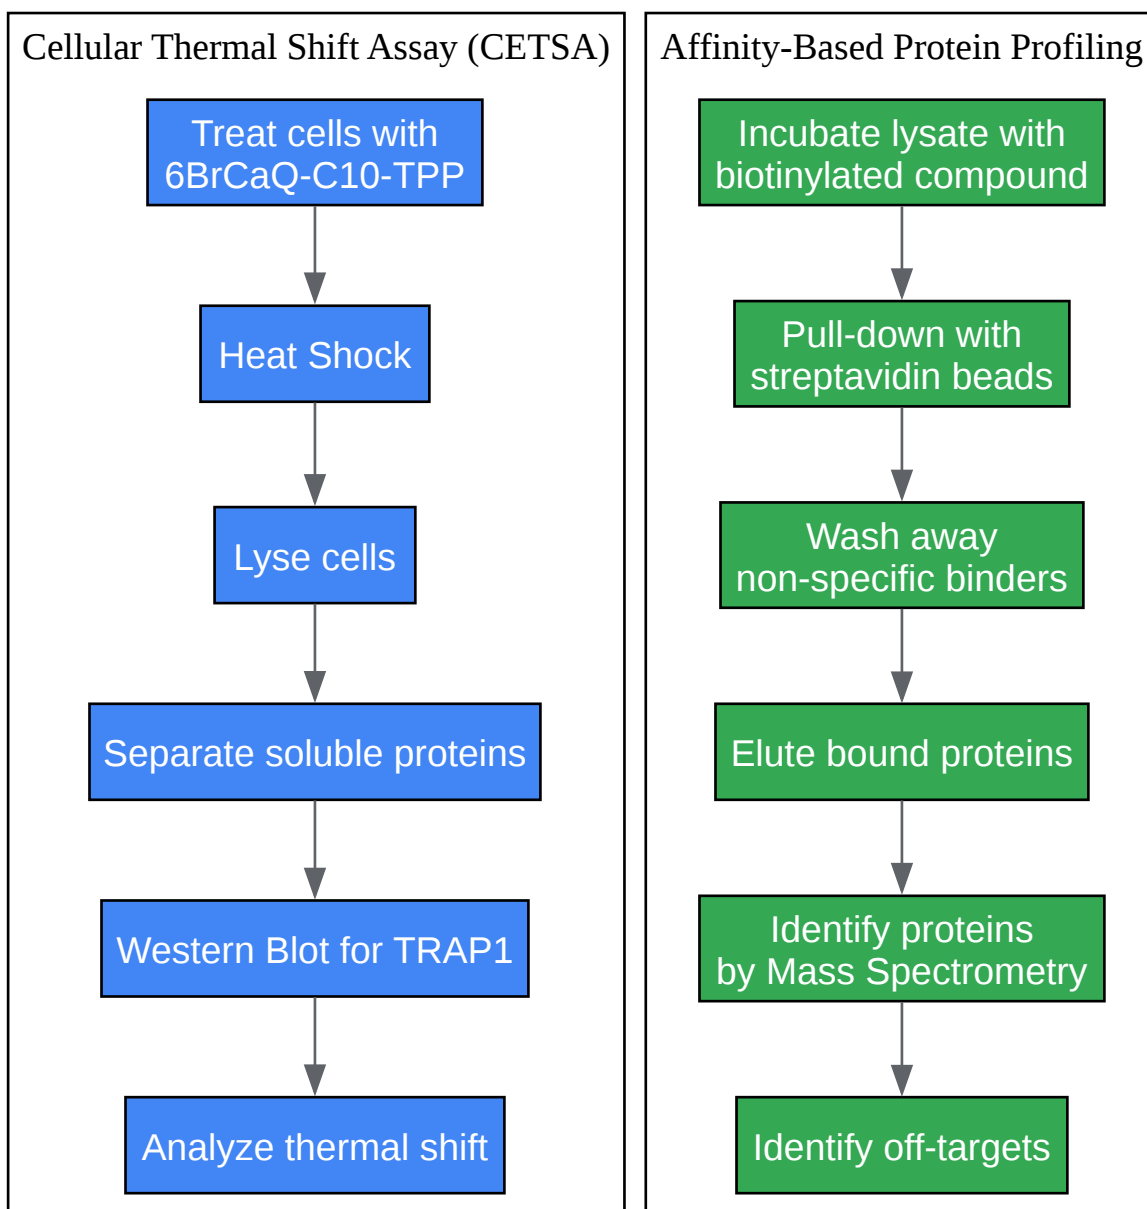 Cellular Thermal Shift Assay (CETSA)
Treat cells with
6BrCaQ-C10-TPP
Heat Shock
Lyse cells
Separate soluble proteins
Western Blot for TRAP1
Analyze thermal shift
Affinity-Based Protein Profiling
Incubate lysate with
biotinylated compound
Pull-down with
streptavidin beads
Wash away
non-specific binders
Elute bound proteins
Identify proteins
by Mass Spectrometry
Identify off-targets